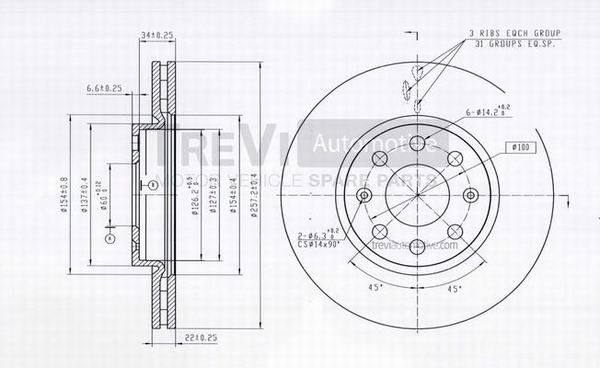 34±0.25
3 RIBS EQCH GROUP
31 GROUPS EQ.SP.
6.6±0.25
6-Ø14.2 +0.2 0
TREVI Automotive
Ø100
MOTOR VEHICLE SPARE PARTS
Ø154±0.8
Ø137±0.4
Ø60 +0.12 0
A
B
Ø126.2 +0.5 0
Ø127±0.3
Ø154±0.4
Ø257.2±0.4
2-Ø6.3 +0.2 0
CSØ14x90°
treviautomotive.com
45°
45°
22±0.25